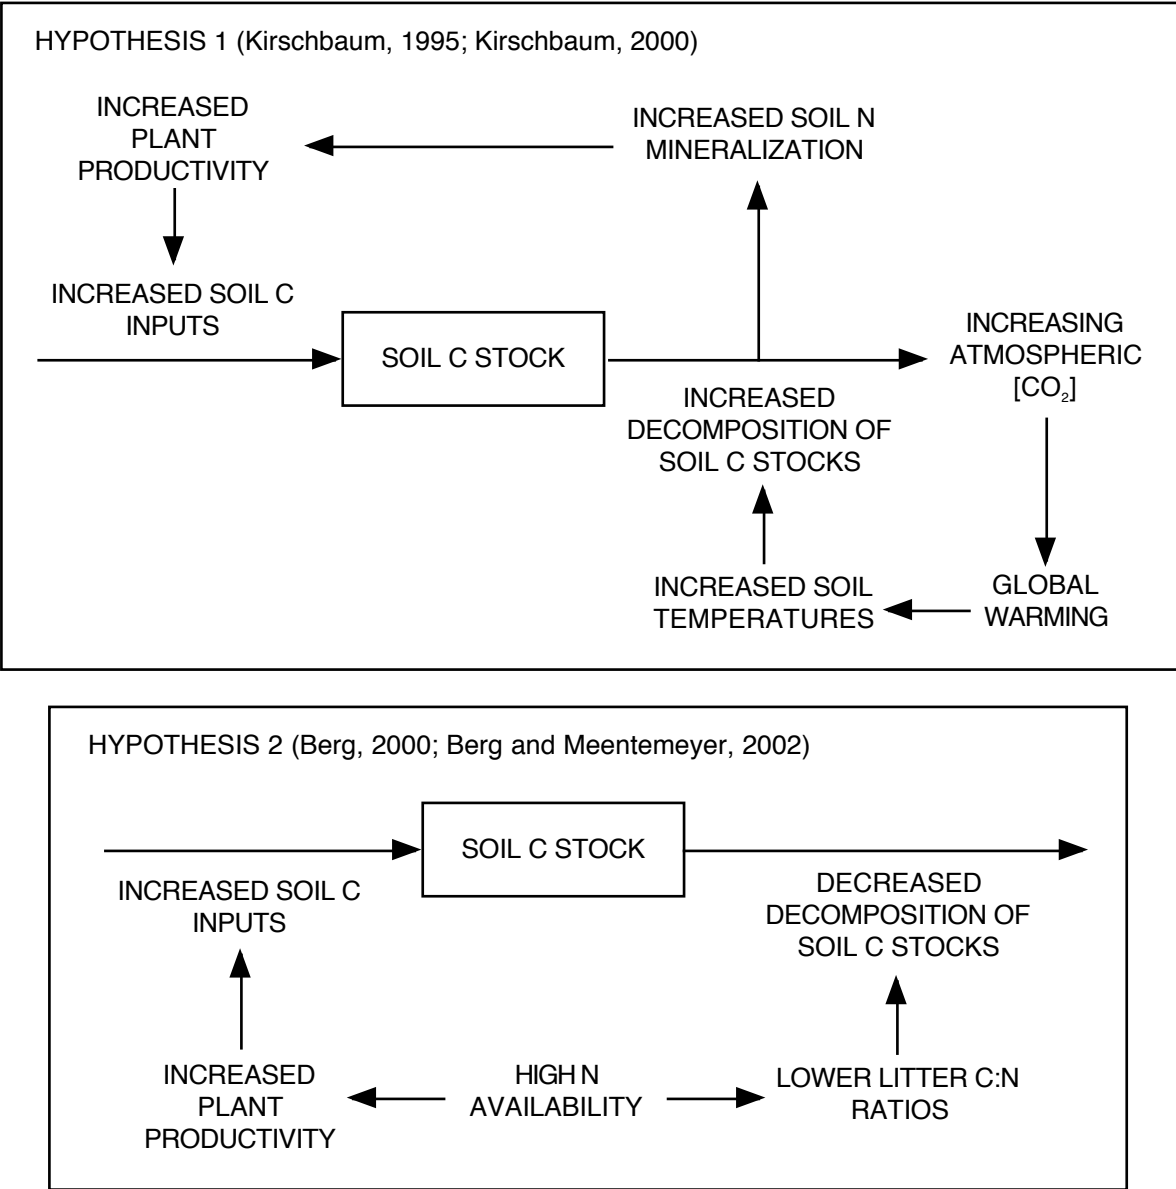 HYPOTHESIS 1 (Kirschbaum, 1995; Kirschbaum, 2000)
INCREASED
PLANT
PRODUCTIVITY
INCREASED SOIL N
MINERALIZATION
INCREASED SOIL C
INPUTS
SOIL C STOCK
INCREASING
ATMOSPHERIC
[CO₂]
INCREASED
DECOMPOSITION OF
SOIL C STOCKS
INCREASED SOIL
TEMPERATURES
GLOBAL
WARMING
HYPOTHESIS 2 (Berg, 2000; Berg and Meentemeyer, 2002)
SOIL C STOCK
INCREASED SOIL C
INPUTS
DECREASED
DECOMPOSITION OF
SOIL C STOCKS
INCREASED
PLANT
PRODUCTIVITY
HIGH N
AVAILABILITY
LOWER LITTER C:N
RATIOS